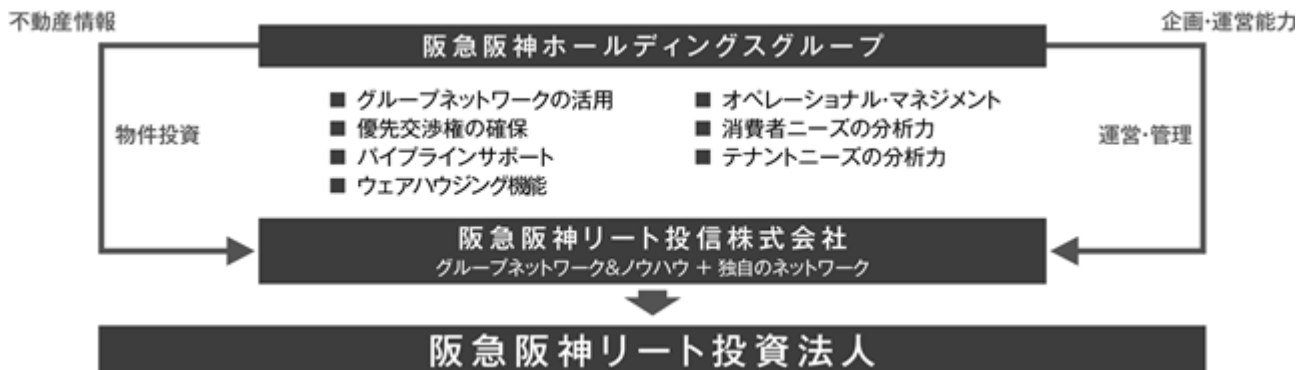 不動産情報
企画・運営能力
阪急阪神ホールディングスグループ
■ グループネットワークの活用
■ 優先交渉権の確保
■ パイプラインサポート
■ ウェアハウジング機能
■ オペレーショナル・マネジメント
■ 消費者ニーズの分析力
■ テナントニーズの分析力
物件投資
運営・管理
阪急阪神リート投信株式会社
グループネットワーク&ノウハウ + 独自のネットワーク
阪急阪神リート投資法人